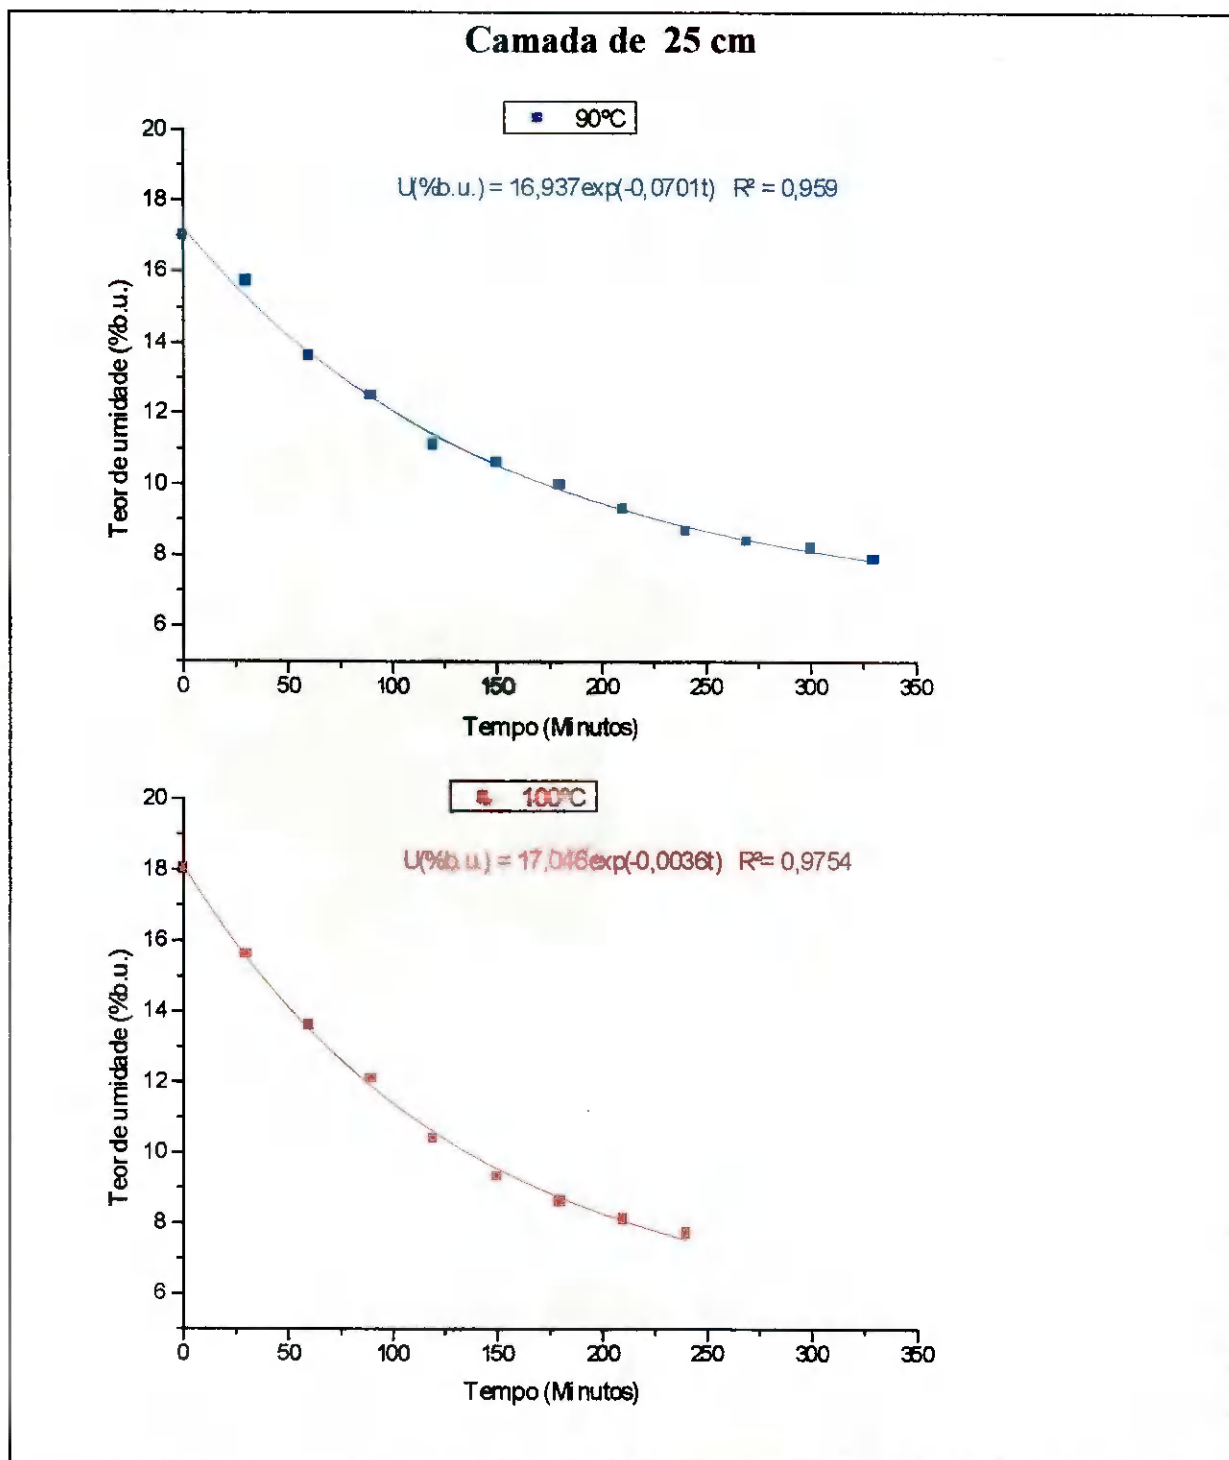 Camada de 25 cm
90ºC
U(%b.u.) = 16,937exp(-0,0701t) R² = 0,959
20
18
16
14
12
10
8
6
Teor de umidade (%b.u.)
0 50 100 150 200 250 300 350
Tempo (Minutos)
100ºC
U(%b.u.) = 17,046exp(-0,0036t) R²= 0,9754
20
18
16
14
12
10
8
6
Teor de umidade (%b.u.)
0 50 100 150 200 250 300 350
Tempo (Minutos)